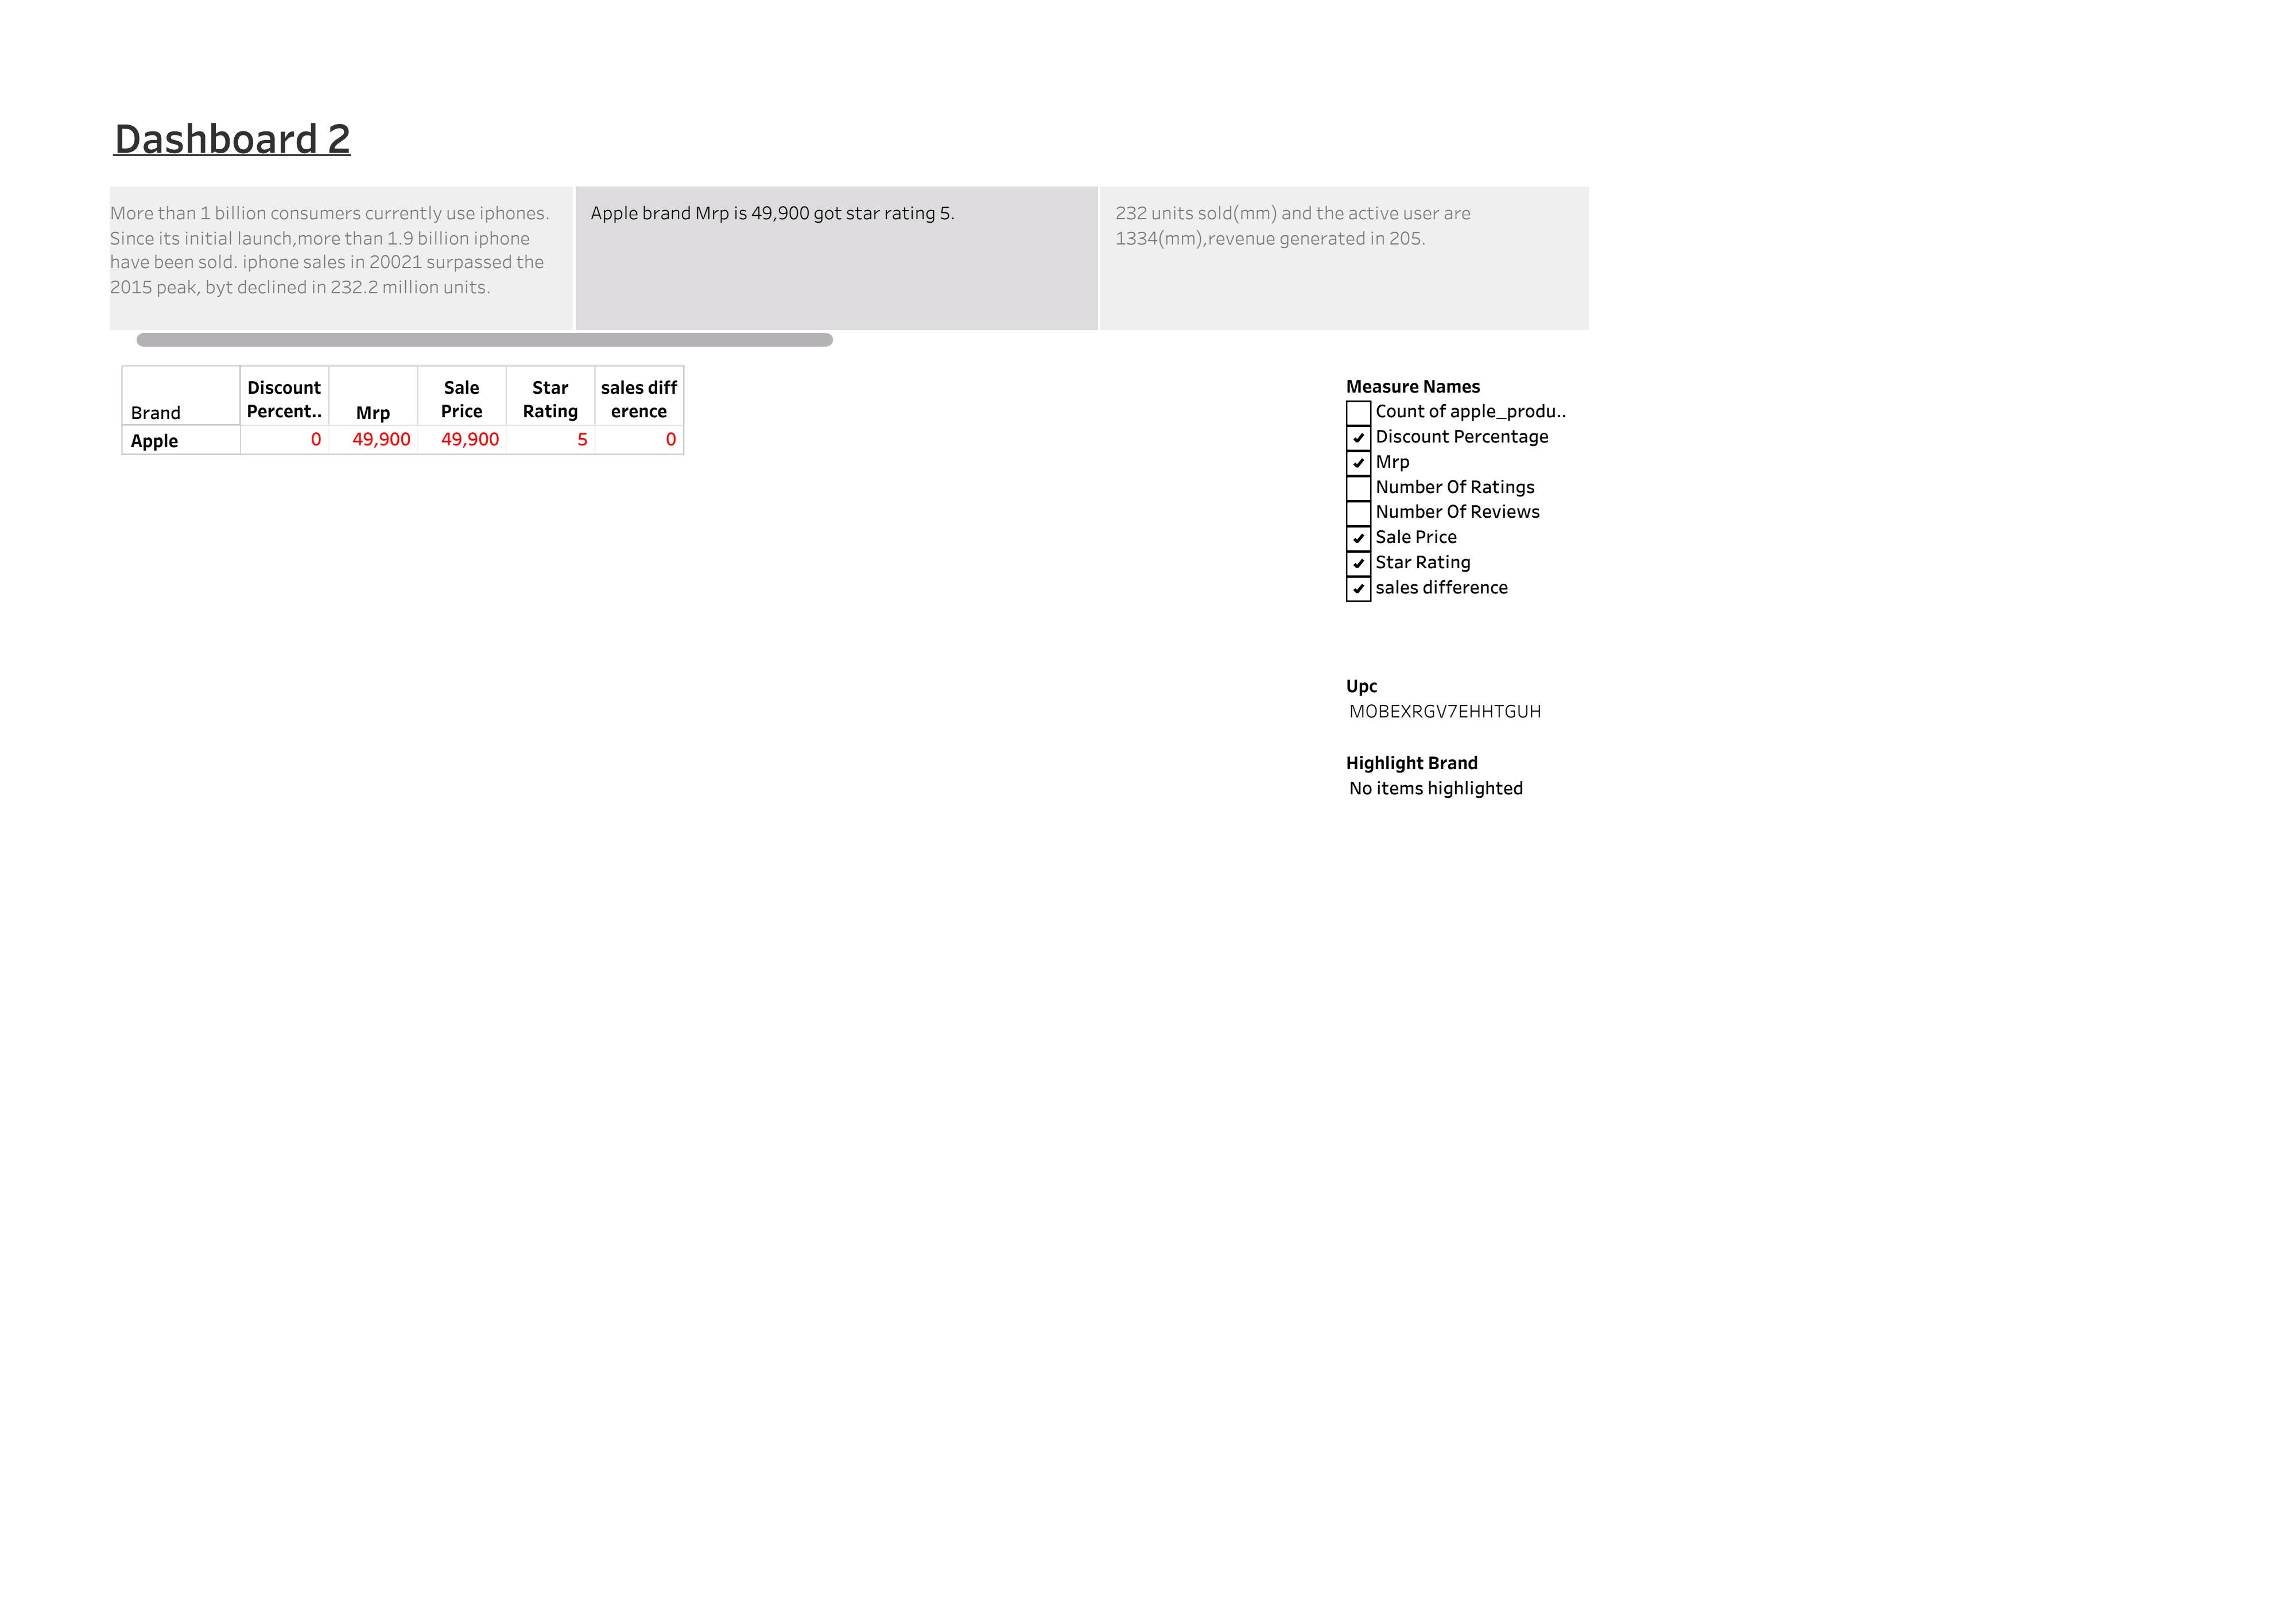 Dashboard 2
More than 1 billion consumers currently use iphones.
Since its initial launch,more than 1.9 billion iphone
have been sold. iphone sales in 20021 surpassed the
2015 peak, byt declined in 232.2 million units.
Apple brand Mrp is 49,900 got star rating 5.
232 units sold(mm) and the active user are
1334(mm),revenue generated in 205.
Brand Discount Percent.. Mrp Sale Price Star Rating sales diff erence
Apple 0 49,900 49,900 5 0
Measure Names
Count of apple_produ..
Discount Percentage
Mrp
Number Of Ratings
Number Of Reviews
Sale Price
Star Rating
sales difference
Upc
MOBEXRGV7EHHTGUH
Highlight Brand
No items highlighted